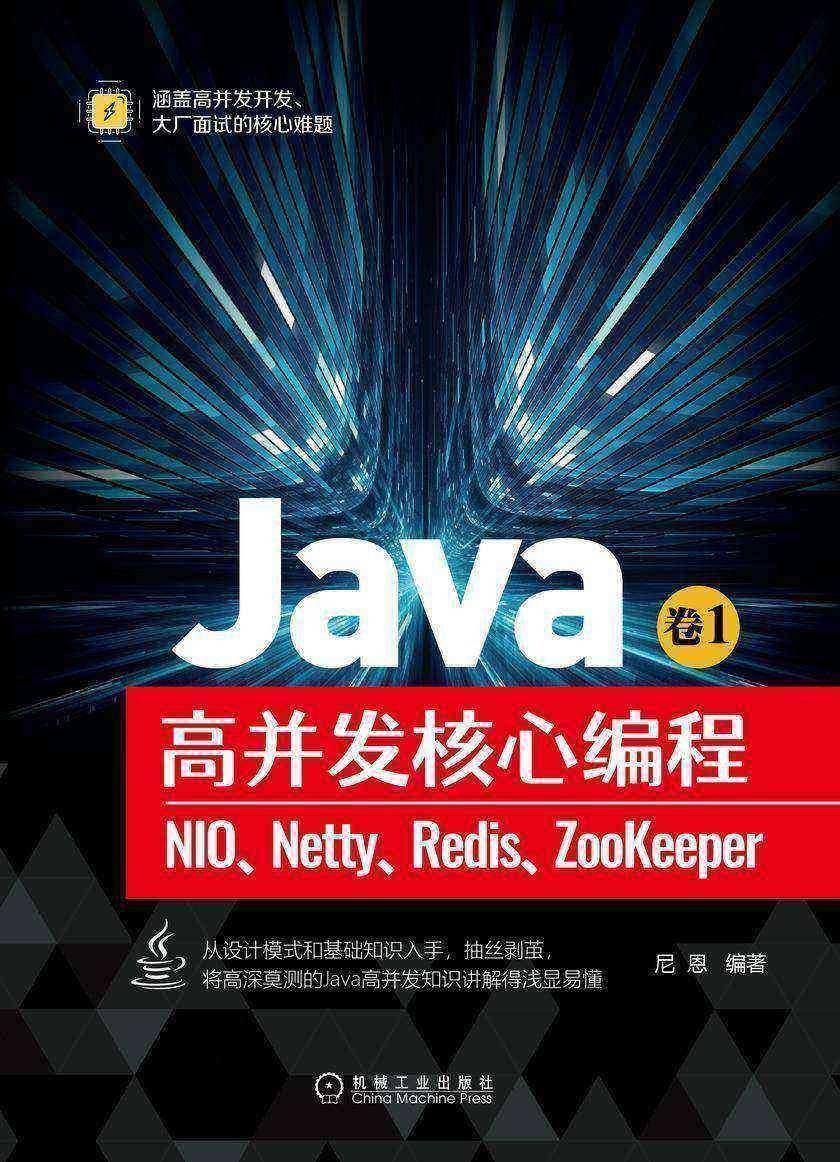 涵盖高并发开发、
大厂面试的核心难题
Java
卷1
高并发核心编程
NIO、Netty、Redis、ZooKeeper
从设计模式和基础知识入手，抽丝剥茧，
将高深莫测的Java高并发知识讲解得浅显易懂
尼恩 编著
机械工业出版社
China Machine Press